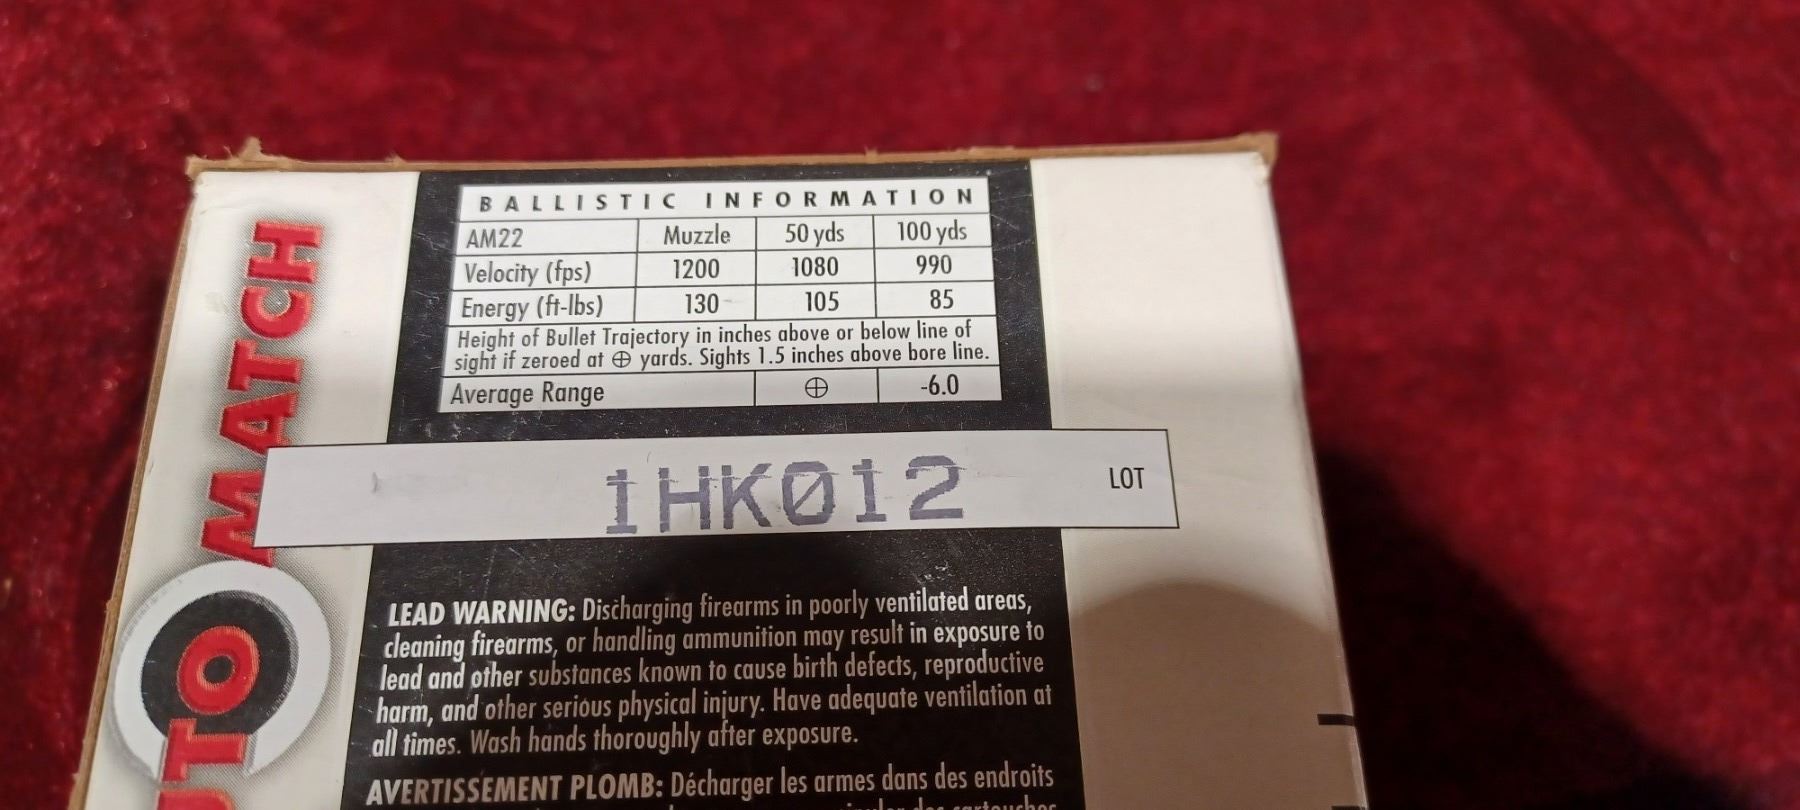 BALLISTIC INFORMATION
AM22 Muzzle 50 yds 100 yds
Velocity (fps) 1200 1080 990
Energy (ft-lbs) 130 105 85
Height of Bullet Trajectory in inches above or below line of
sight if zeroed at ⊕ yards. Sights 1.5 inches above bore line.
Average Range ⊕ -6.0
1HK012 LOT
LEAD WARNING: Discharging firearms in poorly ventilated areas,
cleaning firearms, or handling ammunition may result in exposure to
lead and other substances known to cause birth defects, reproductive
harm, and other serious physical injury. Have adequate ventilation at
all times. Wash hands thoroughly after exposure.
AVERTISSEMENT PLOMB: Décharger les armes dans des endroits
des cartouches
UTOMATCH